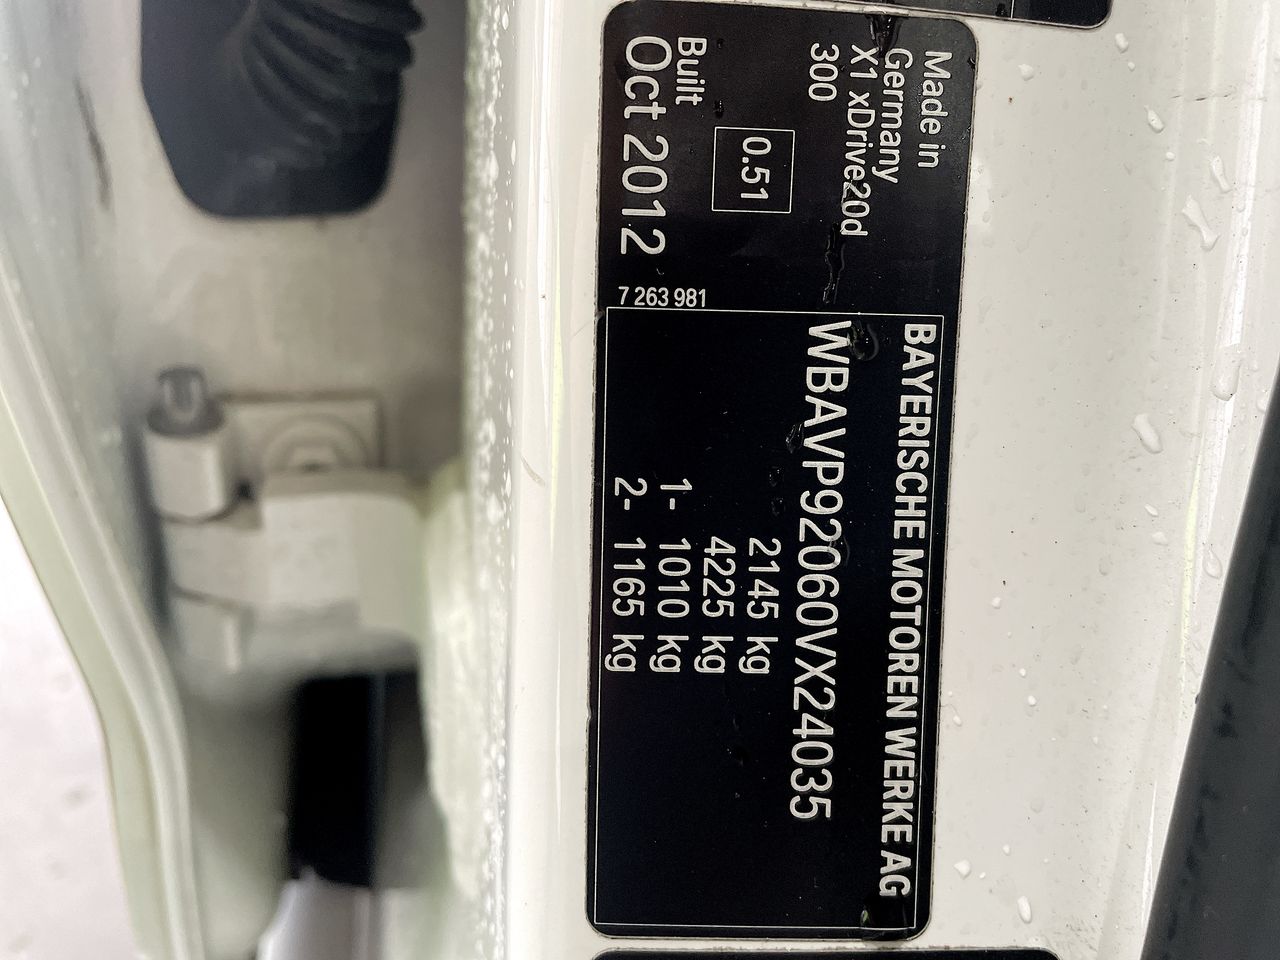 Made in
Germany
X1 xDrive20d
300
0.51
Built
Oct 2012
7 263 981
BAYERISCHE MOTOREN WERKE AG
WBAVP92060VX24035
2145 kg
4225 kg
1- 1010 kg
2- 1165 kg